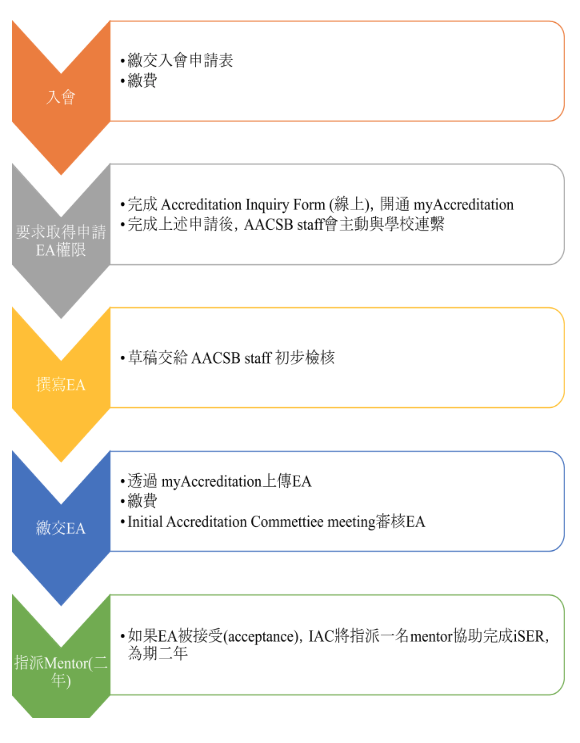 入會
•繳交入會申請表
•繳費
要求取得申請
EA權限
•完成 Accreditation Inquiry Form (線上), 開通 myAccreditation
•完成上述申請後, AACSB staff會主動與學校連繫
撰寫EA
•草稿交給 AACSB staff 初步檢核
繳交EA
•透過 myAccreditation上傳EA
•繳費
•Initial Accreditation Commettiee meeting審核EA
指派Mentor(二
年)
•如果EA被接受(acceptance), IAC將指派一名mentor協助完成iSER,
為期二年